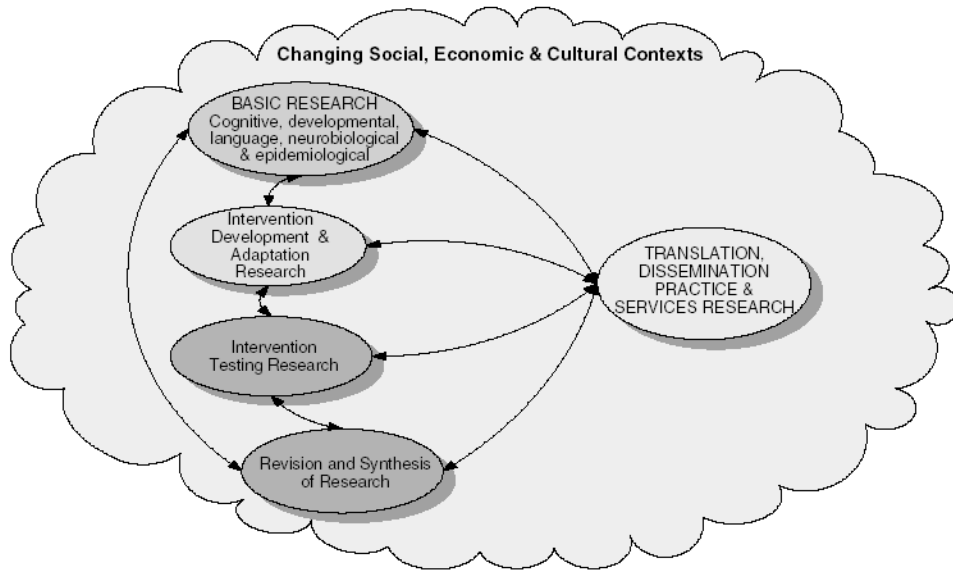 Changing Social, Economic & Cultural Contexts
BASIC RESEARCH
Cognitive, developmental,
language, neurobiological
& epidemiological
Intervention
Development &
Adaptation
Research
TRANSLATION,
DISSEMINATION
PRACTICE &
SERVICES RESEARCH
Intervention
Testing Research
Revision and Synthesis
of Research